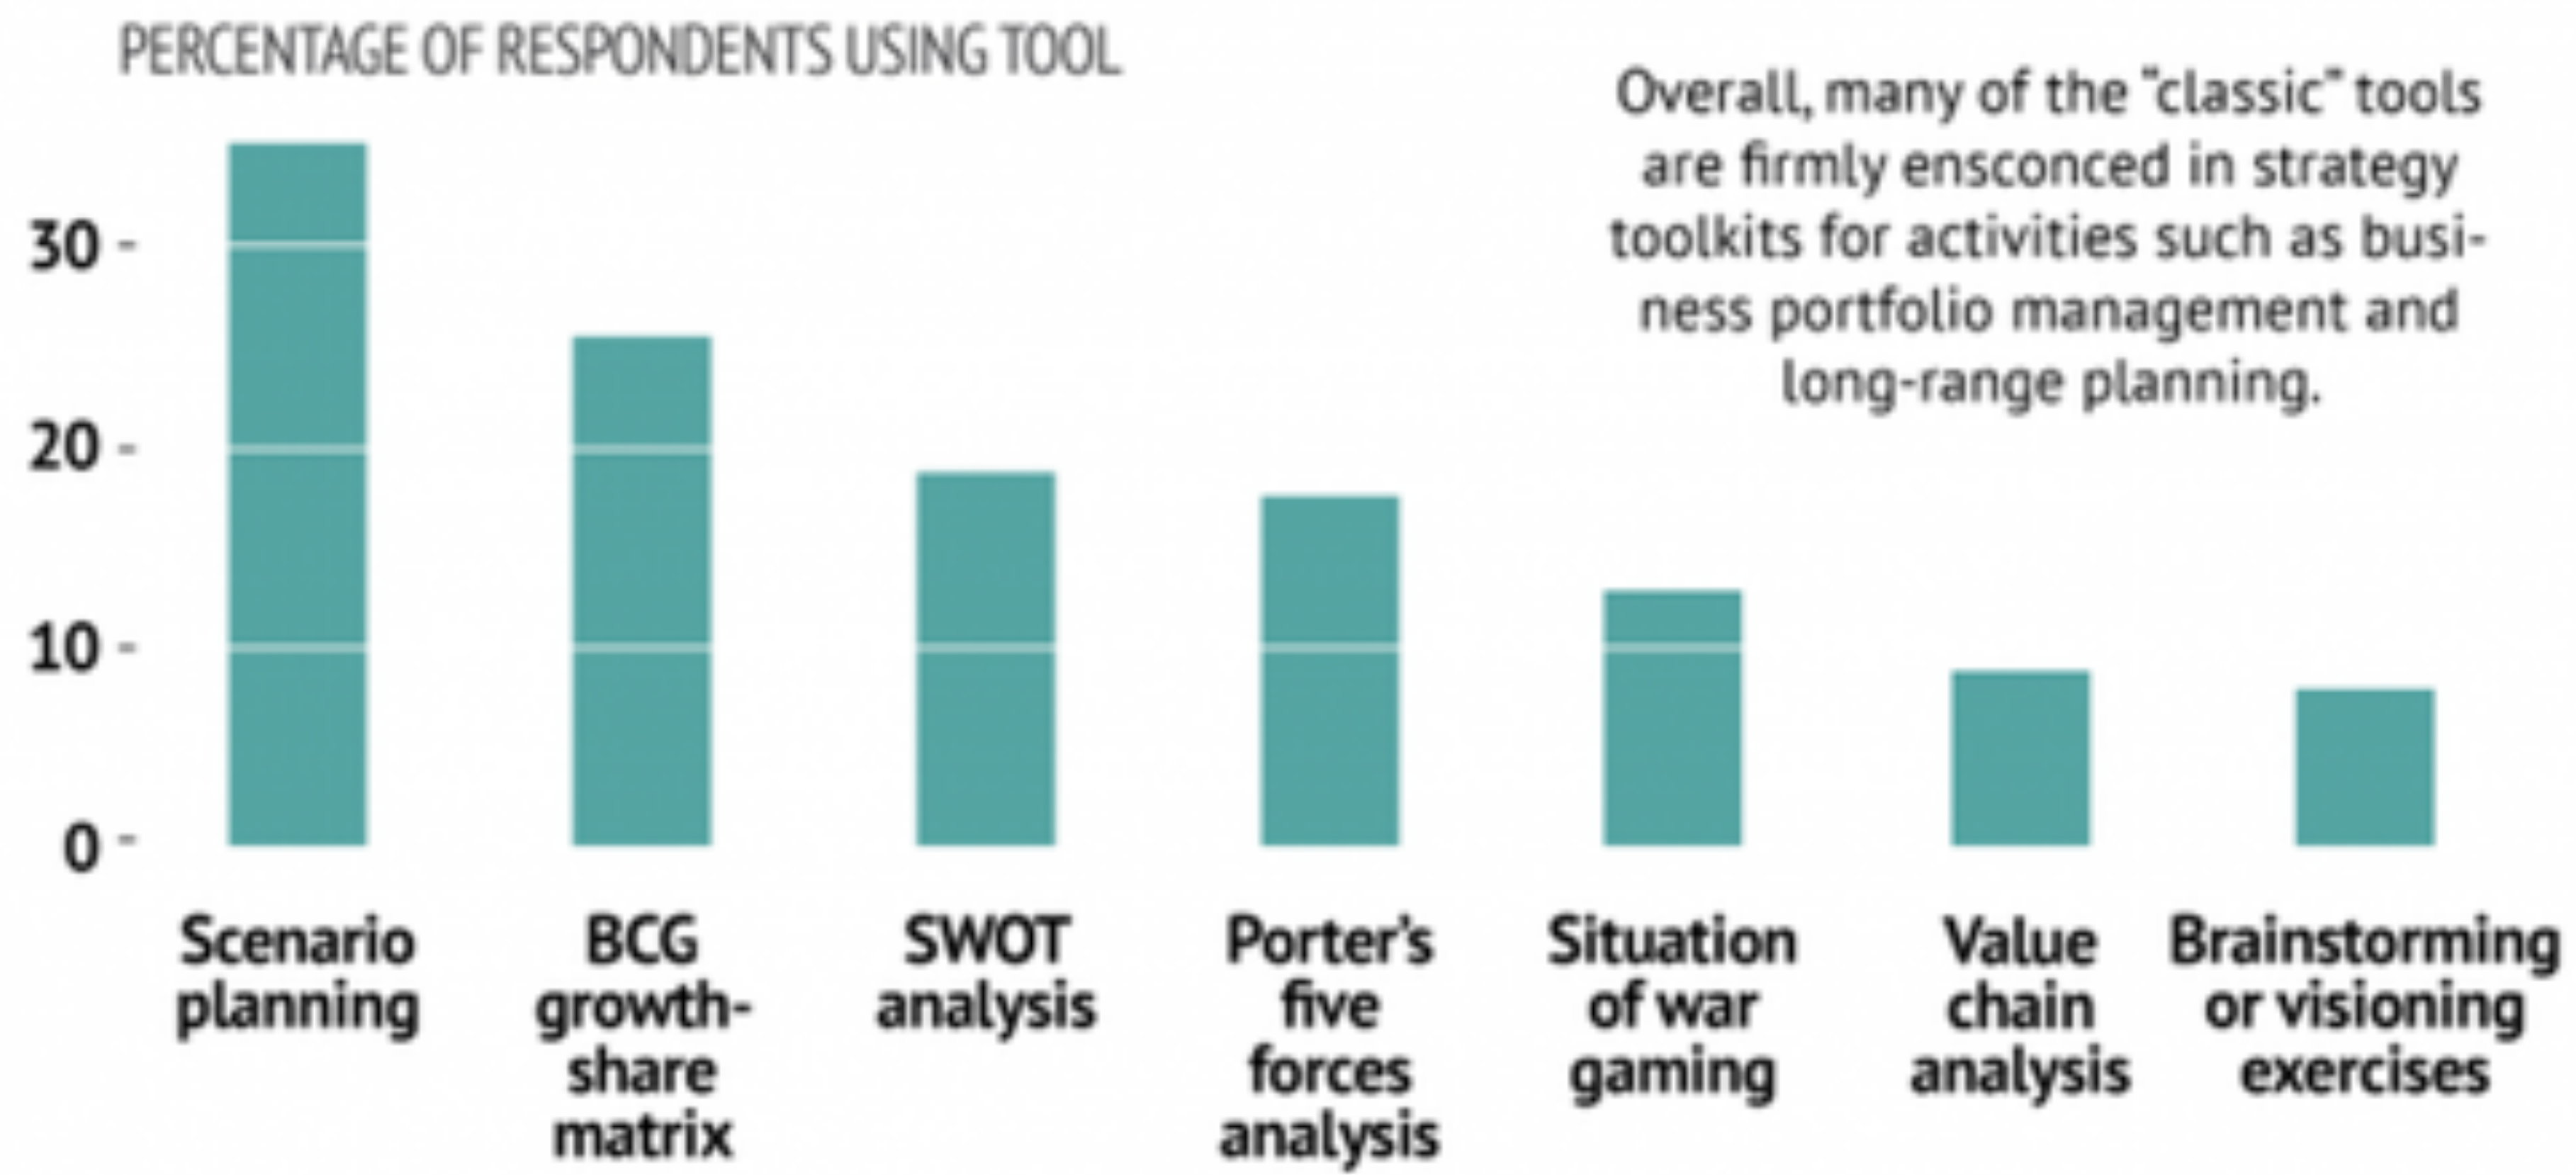 PERCENTAGE OF RESPONDENTS USING TOOL
Overall, many of the "classic" tools
are firmly ensconced in strategy
toolkits for activities such as busi-
ness portfolio management and
long-range planning.
30
20
10
0
Scenario
planning
BCG
growth-
share
matrix
SWOT
analysis
Porter's
five
forces
analysis
Situation
of war
gaming
Value
chain
analysis
Brainstorming
or visioning
exercises